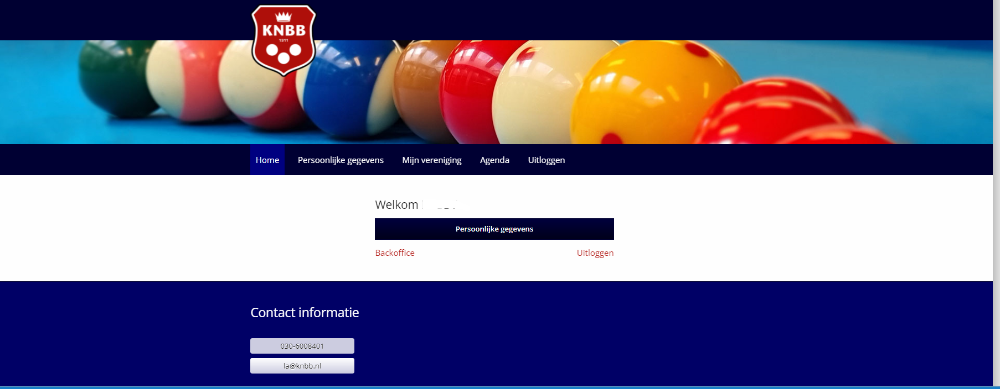 KNBB
1911
Home Persoonlijke gegevens Mijn vereniging Agenda Uitloggen
Welkom
Persoonlijke gegevens
Backoffice Uitloggen
Contact informatie
030-6008401
la@knbb.nl